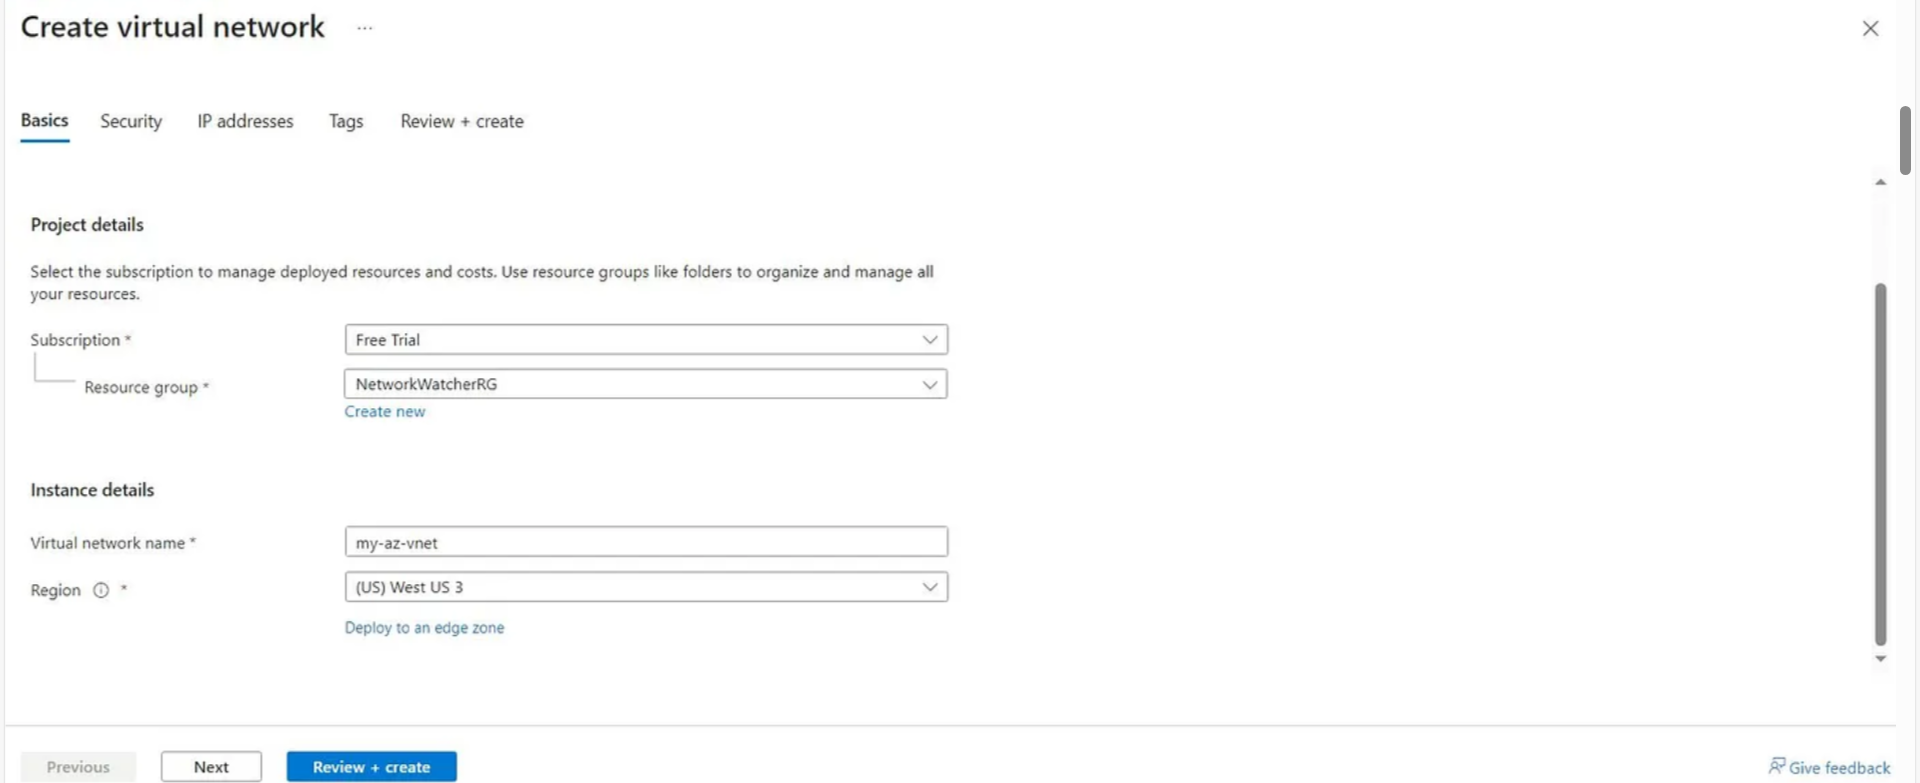 Create virtual network ...
Basics Security IP addresses Tags Review + create
Project details
Select the subscription to manage deployed resources and costs. Use resource groups like folders to organize and manage all
your resources.
Subscription * Free Trial
Resource group * NetworkWatcherRG
Create new
Instance details
Virtual network name * my-az-vnet
Region * (US) West US 3
Deploy to an edge zone
Previous Next Review + create Give feedback